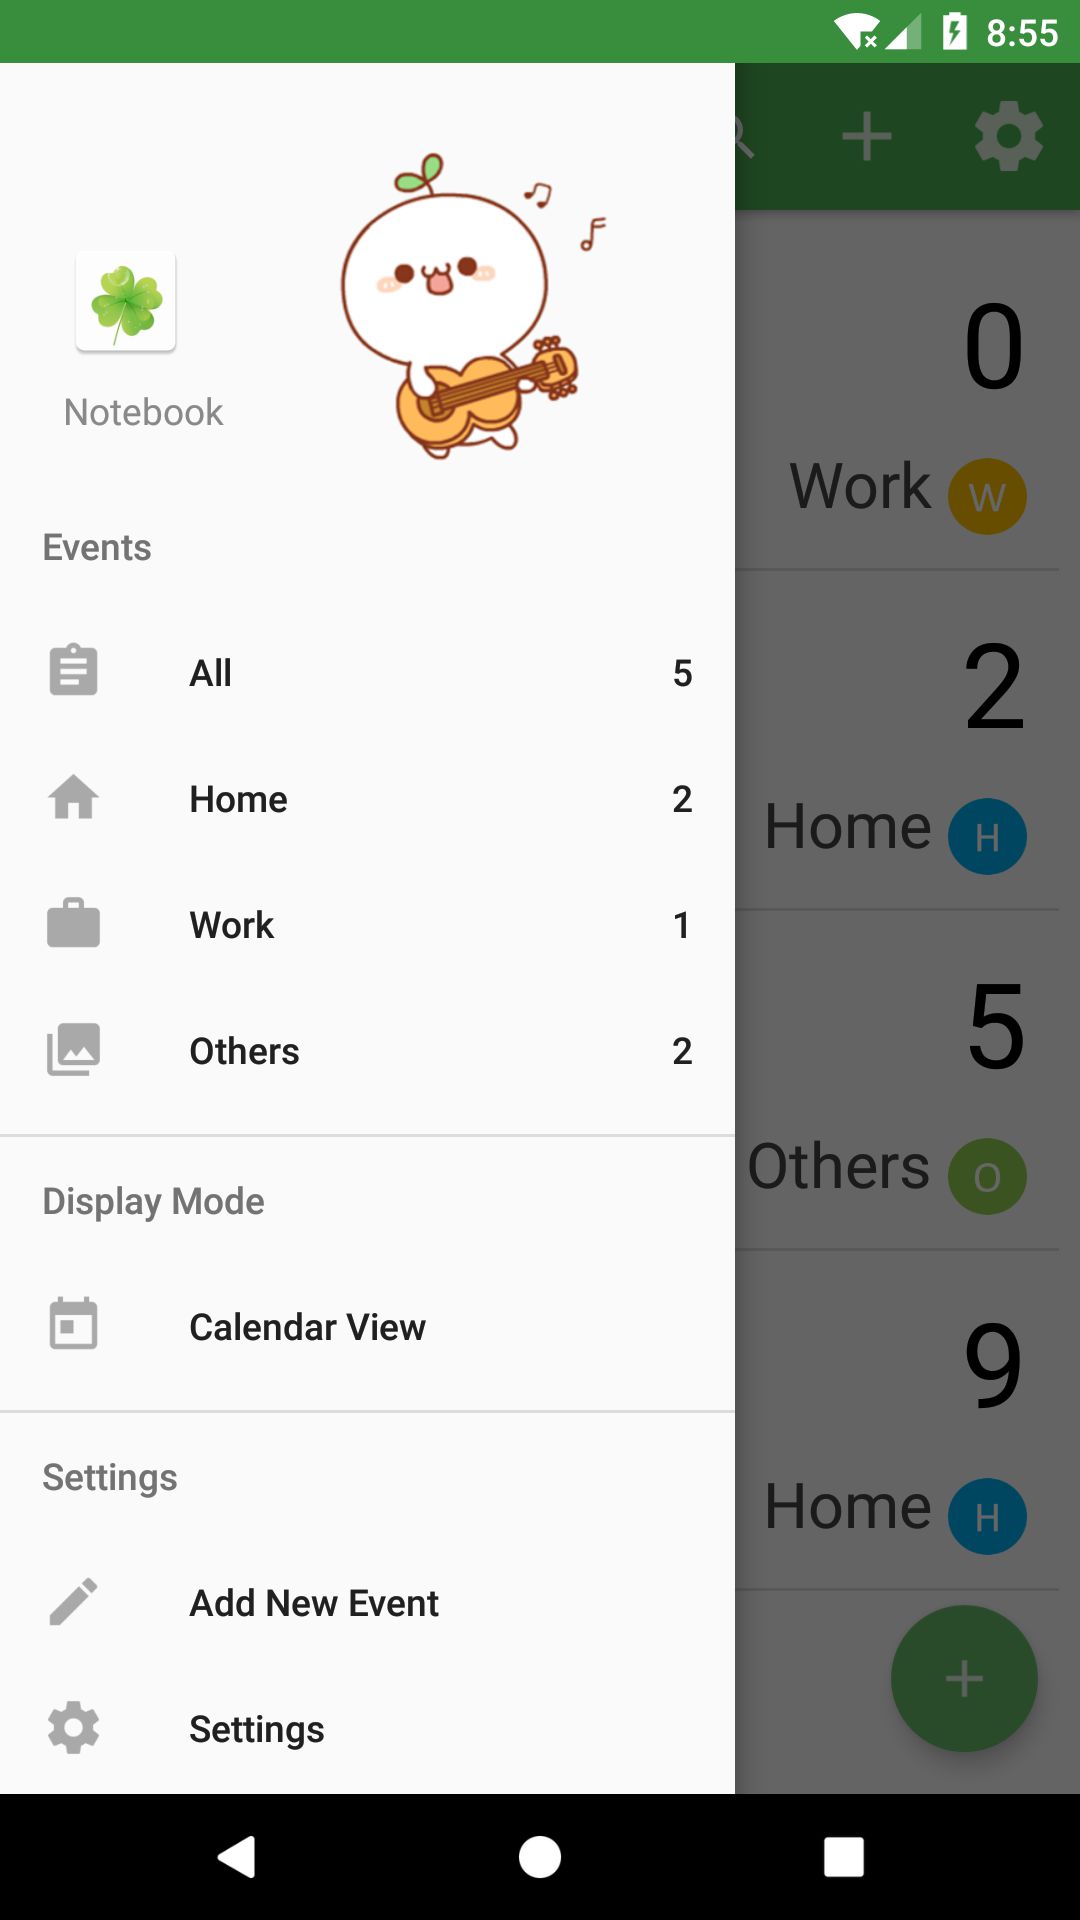 8:55
Notebook
Events
All 5
Home 2
Work 1
Others 2
Display Mode
Calendar View
Settings
Add New Event
Settings
0
Work W
2
Home H
5
Others O
9
Home H